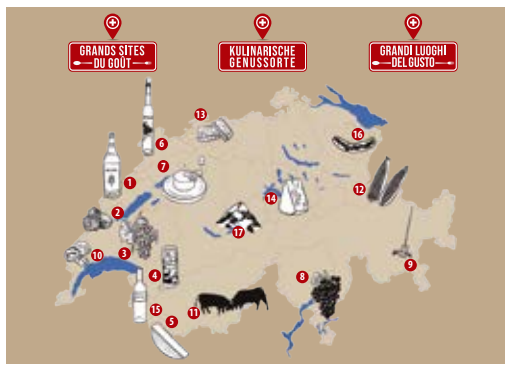 GRANDS SITES
DU GOÛT
KULINARISCHE
GENUSSORTE
GRANDI LUOGHI
DEL GUSTO
13
6
16
7
1
12
14
2
17
3
10
9
4
8
15
11
5